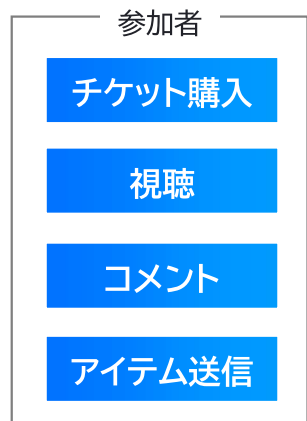 参加者
チケット購入
視聴
コメント
アイテム送信